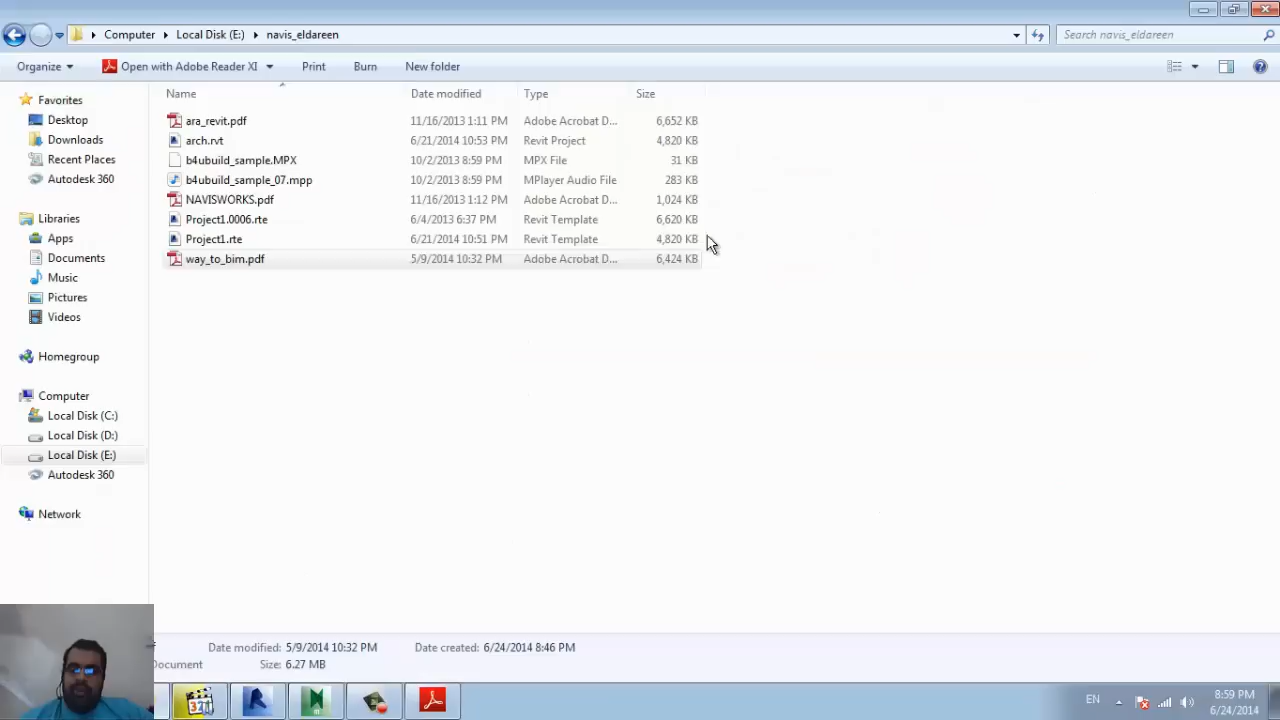 Computer Local Disk (E:) navis_eldareen Search navis_eldareen
Organize Open with Adobe Reader XI Print Burn New folder
Name Date modified Type Size
Favorites
Desktop
Downloads
Recent Places
Autodesk 360
Libraries
Apps
Documents
Music
Pictures
Videos
Homegroup
Computer
Local Disk (C:)
Local Disk (D:)
Local Disk (E:)
Autodesk 360
Network
ara_revit.pdf 11/16/2013 1:11 PM Adobe Acrobat D... 6,652 KB
arch.rvt 6/21/2014 10:53 PM Revit Project 4,820 KB
b4ubuild_sample.MPX 10/2/2013 8:59 PM MPX File 31 KB
b4ubuild_sample_07.mpp 10/2/2013 8:59 PM MPlayer Audio File 283 KB
NAVISWORKS.pdf 11/16/2013 1:12 PM Adobe Acrobat D... 1,024 KB
Project1.0006.rte 6/4/2013 6:37 PM Revit Template 6,620 KB
Project1.rte 6/21/2014 10:51 PM Revit Template 4,820 KB
way_to_bim.pdf 5/9/2014 10:32 PM Adobe Acrobat D... 6,424 KB
Date modified: 5/9/2014 10:32 PM Date created: 6/24/2014 8:46 PM
Document Size: 6.27 MB
321
EN 8:59 PM
6/24/2014